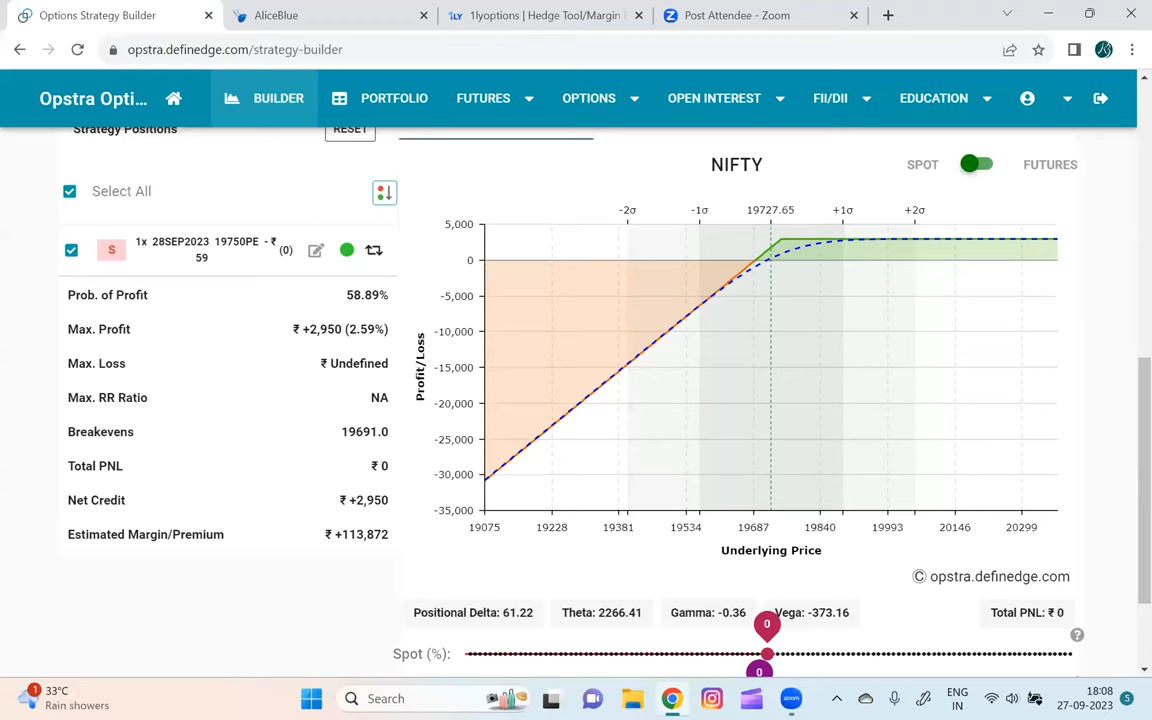 Options Strategy Builder
AliceBlue
1lyoptions | Hedge Tool/Margin
Post Attendee - Zoom
opstra.definedge.com/strategy-builder
Opstra Opti...
BUILDER
PORTFOLIO
FUTURES
OPTIONS
OPEN INTEREST
FII/DII
EDUCATION
Strategy Positions
RESET
Select All
S
1x 28SEP2023 19750PE - ₹
59
(0)
Prob. of Profit 58.89%
Max. Profit ₹ +2,950 (2.59%)
Max. Loss ₹ Undefined
Max. RR Ratio NA
Breakevens 19691.0
Total PNL ₹ 0
Net Credit ₹ +2,950
Estimated Margin/Premium ₹ +113,872
NIFTY
SPOT
FUTURES
-2σ -1σ 19727.65 +1σ +2σ
5,000
0
-5,000
-10,000
-15,000
-20,000
-25,000
-30,000
-35,000
Profit/Loss
19075 19228 19381 19534 19687 19840 19993 20146 20299
Underlying Price
© opstra.definedge.com
Positional Delta: 61.22
Theta: 2266.41
Gamma: -0.36
Vega: -373.16
Total PNL: ₹ 0
0
?
Spot (%):
0
1
33°C
Rain showers
Search
zoom
ENG
IN
18:08
27-09-2023
5